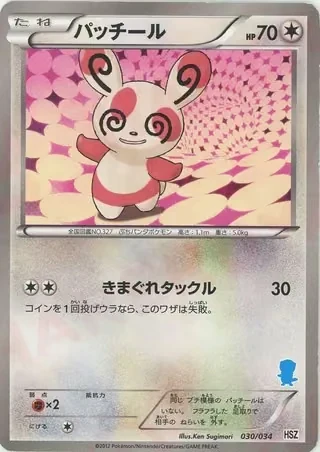 たね
パッチール
HP70
全国図鑑NO.327 ぶちパンダポケモン 高さ:1.1m 重さ:5.0kg
きまぐれタックル 30
コインを1回投げウラなら、このワザは失敗。
弱点 抵抗力
×2
にげる
同じ ブチ模様の パッチールは
いない。 フラフラした 足取りで
相手の ねらいを 外す。
Illus.Ken Sugimori 030/034 HSZ
©2012 Pokémon/Nintendo/Creatures/GAME FREAK.